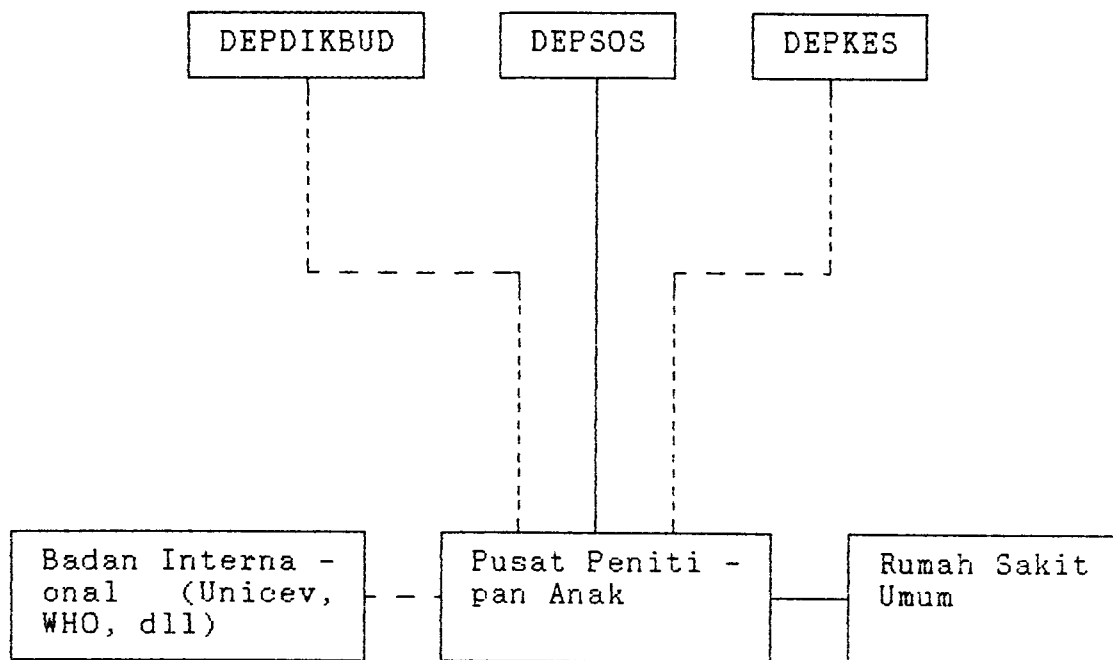 DEPDIKBUD
DEPSOS
DEPKES
Badan Interna -
onal (Unicev,
WHO, dll)
Pusat Peniti -
pan Anak
Rumah Sakit
Umum